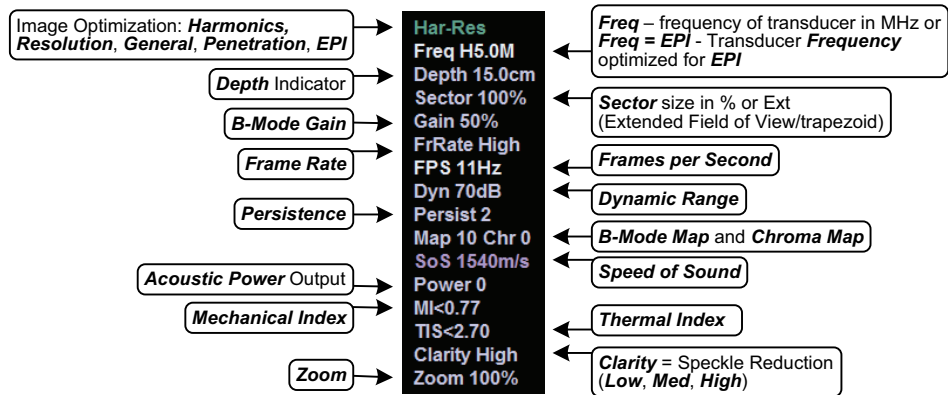 Image Optimization: Harmonics,
Resolution, General, Penetration, EPI
Depth Indicator
B-Mode Gain
Frame Rate
Persistence
Acoustic Power Output
Mechanical Index
Zoom
Har-Res
Freq H5.0M
Depth 15.0cm
Sector 100%
Gain 50%
FrRate High
FPS 11Hz
Dyn 70dB
Persist 2
Map 10 Chr 0
SoS 1540m/s
Power 0
MI<0.77
TIS<2.70
Clarity High
Zoom 100%
Freq – frequency of transducer in MHz or
Freq = EPI - Transducer Frequency
optimized for EPI
Sector size in % or Ext
(Extended Field of View/trapezoid)
Frames per Second
Dynamic Range
B-Mode Map and Chroma Map
Speed of Sound
Thermal Index
Clarity = Speckle Reduction
(Low, Med, High)